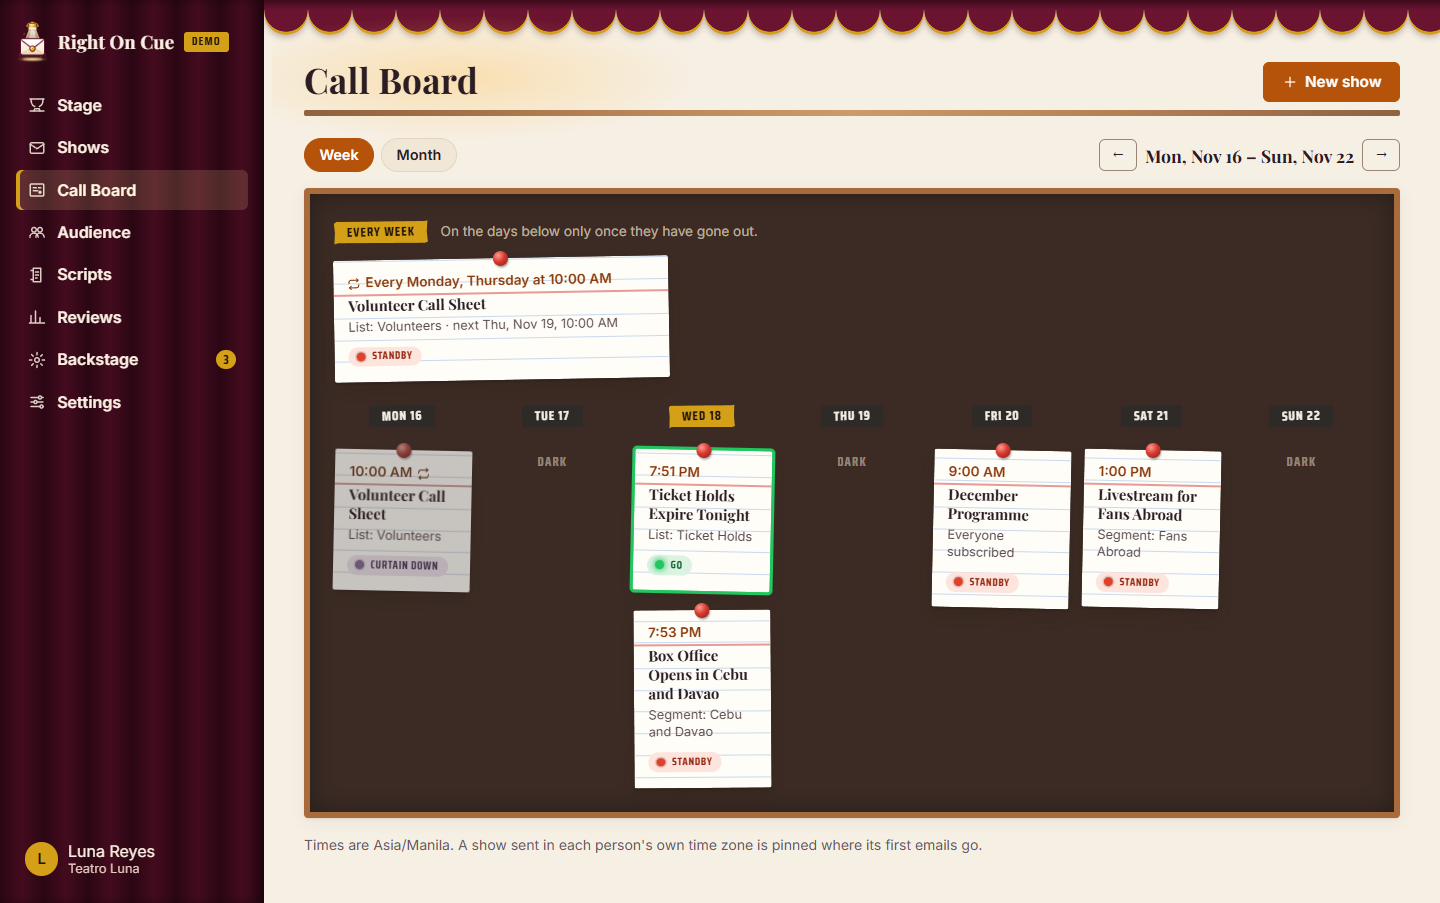 Right On Cue DEMO
Stage
Shows
Call Board
Audience
Scripts
Reviews
Backstage 3
Settings
L
Luna Reyes
Teatro Luna
Call Board
+ New show
Week
Month
← Mon, Nov 16 – Sun, Nov 22 →
EVERY WEEK On the days below only once they have gone out.
Every Monday, Thursday at 10:00 AM
Volunteer Call Sheet
List: Volunteers · next Thu, Nov 19, 10:00 AM
STANDBY
MON 16
10:00 AM
Volunteer Call
Sheet
List: Volunteers
CURTAIN DOWN
TUE 17
DARK
WED 18
7:51 PM
Ticket Holds
Expire Tonight
List: Ticket Holds
GO
7:53 PM
Box Office
Opens in Cebu
and Davao
Segment: Cebu
and Davao
STANDBY
THU 19
DARK
FRI 20
9:00 AM
December
Programme
Everyone
subscribed
STANDBY
SAT 21
1:00 PM
Livestream for
Fans Abroad
Segment: Fans
Abroad
STANDBY
SUN 22
DARK
Times are Asia/Manila. A show sent in each person's own time zone is pinned where its first emails go.